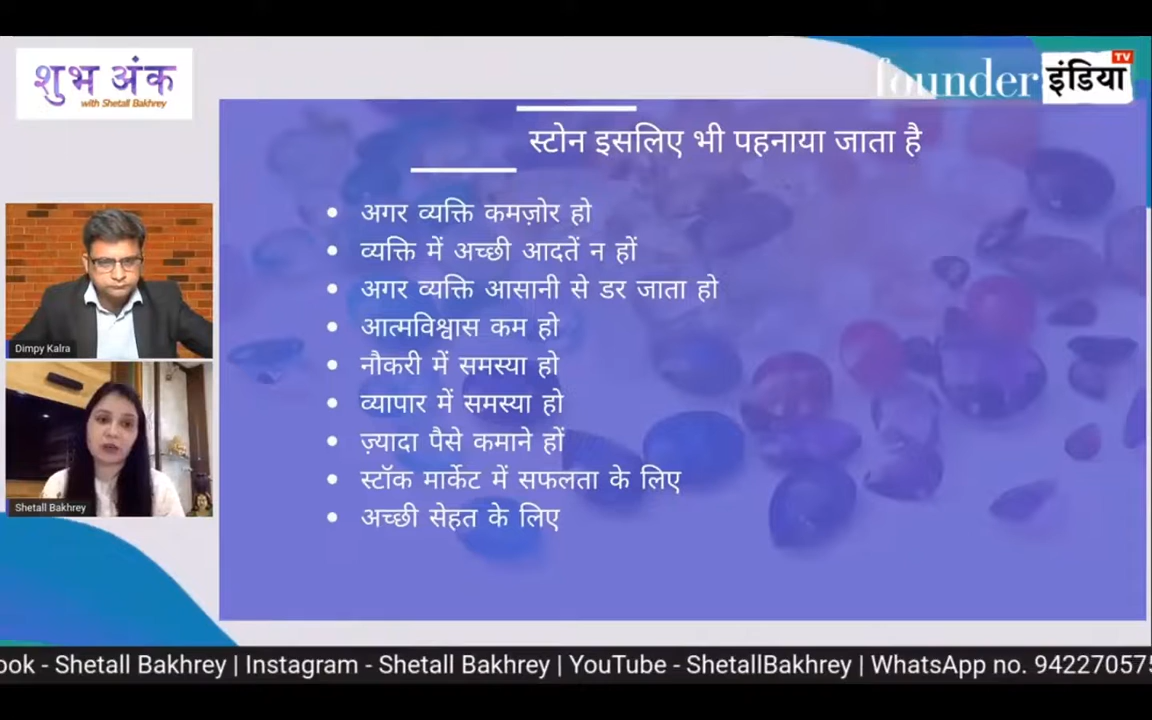 शुभ अंक
with Shetall Bakhrey
founder इंडिया TV
स्टोन इसलिए भी पहनाया जाता है
• अगर व्यक्ति कमज़ोर हो
• व्यक्ति में अच्छी आदतें न हों
• अगर व्यक्ति आसानी से डर जाता हो
• आत्मविश्वास कम हो
• नौकरी में समस्या हो
• व्यापार में समस्या हो
• ज़्यादा पैसे कमाने हों
• स्टॉक मार्केट में सफलता के लिए
• अच्छी सेहत के लिए
Dimpy Kalra
Shetall Bakhrey
ook - Shetall Bakhrey | Instagram - Shetall Bakhrey | YouTube - ShetallBakhrey | WhatsApp no. 942270575